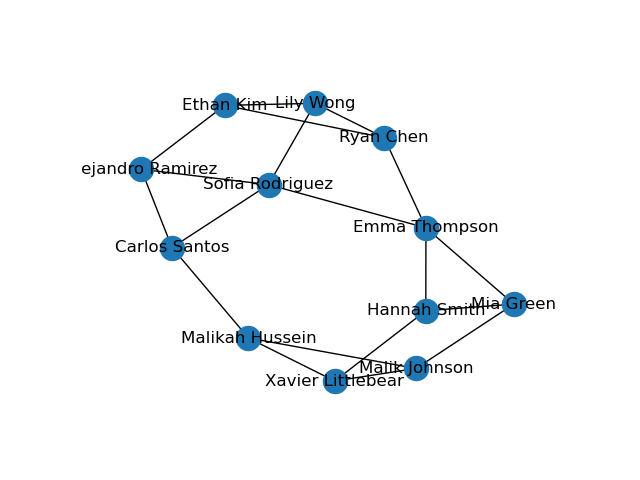 Ethan Kim
Lily Wong
Ryan Chen
ejandro Ramirez
Sofia Rodriguez
Emma Thompson
Carlos Santos
Hannah Smith
Mia Green
Malikah Hussein
Malik Johnson
Xavier Littlebear